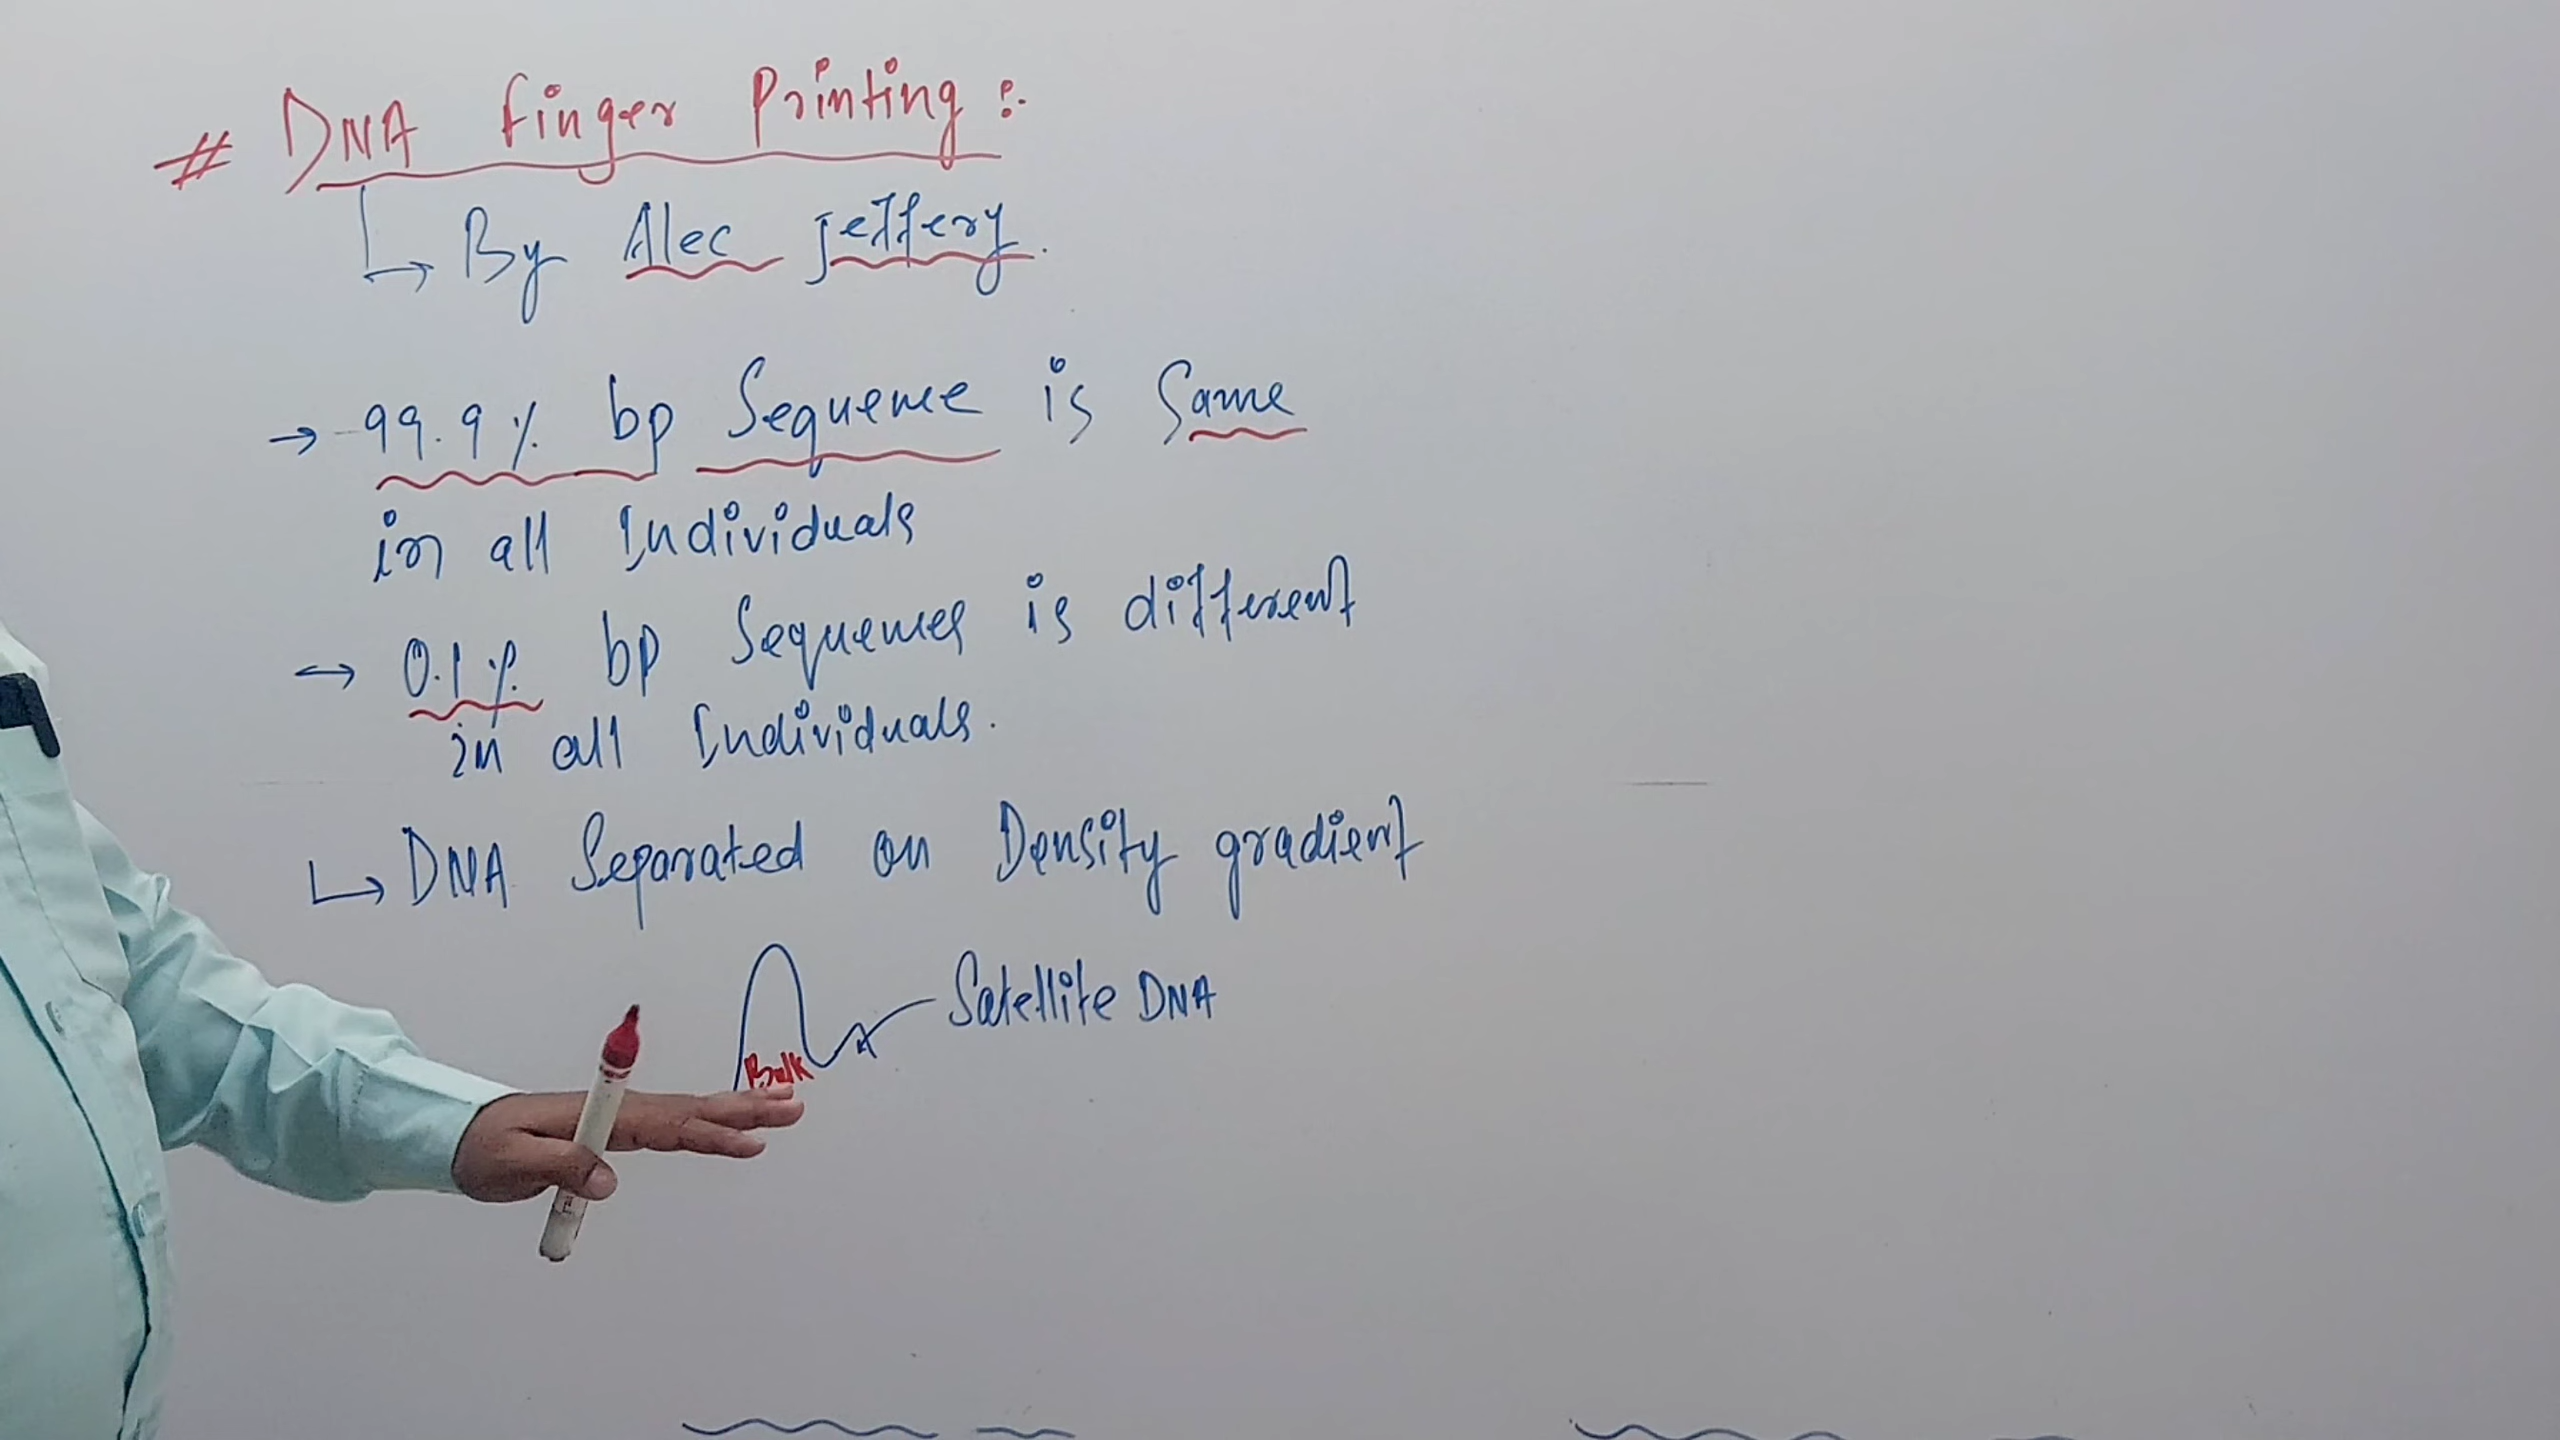 # DNA Finger Printing :-
By Alec Jeffery.
→ 99.9% bp Sequence is Same
in all Individuals
→ 0.1% bp Sequences is different
in all Individuals.
↳ DNA Separated on Density gradient
Satellite DNA
Bulk